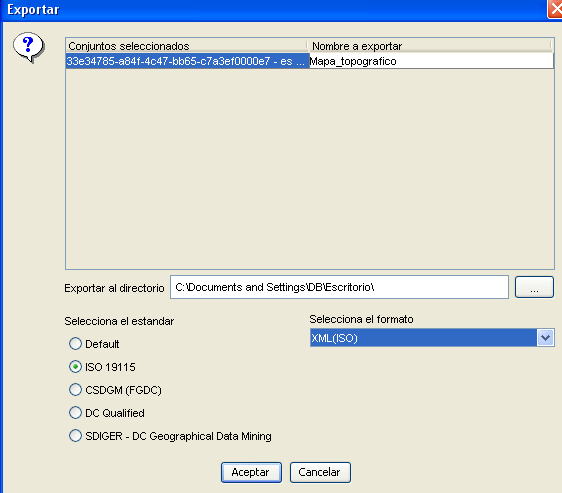 Exportar
Conjuntos seleccionados Nombre a exportar
33e34785-a84f-4c47-bb65-c7a3ef0000e7 - es ... Mapa_topografico
Exportar al directorio C:\Documents and Settings\DB\Escritorio\ ...
Selecciona el estandar Selecciona el formato
Default XML(ISO)
ISO 19115
CSDGM (FGDC)
DC Qualified
SDIGER - DC Geographical Data Mining
Aceptar Cancelar